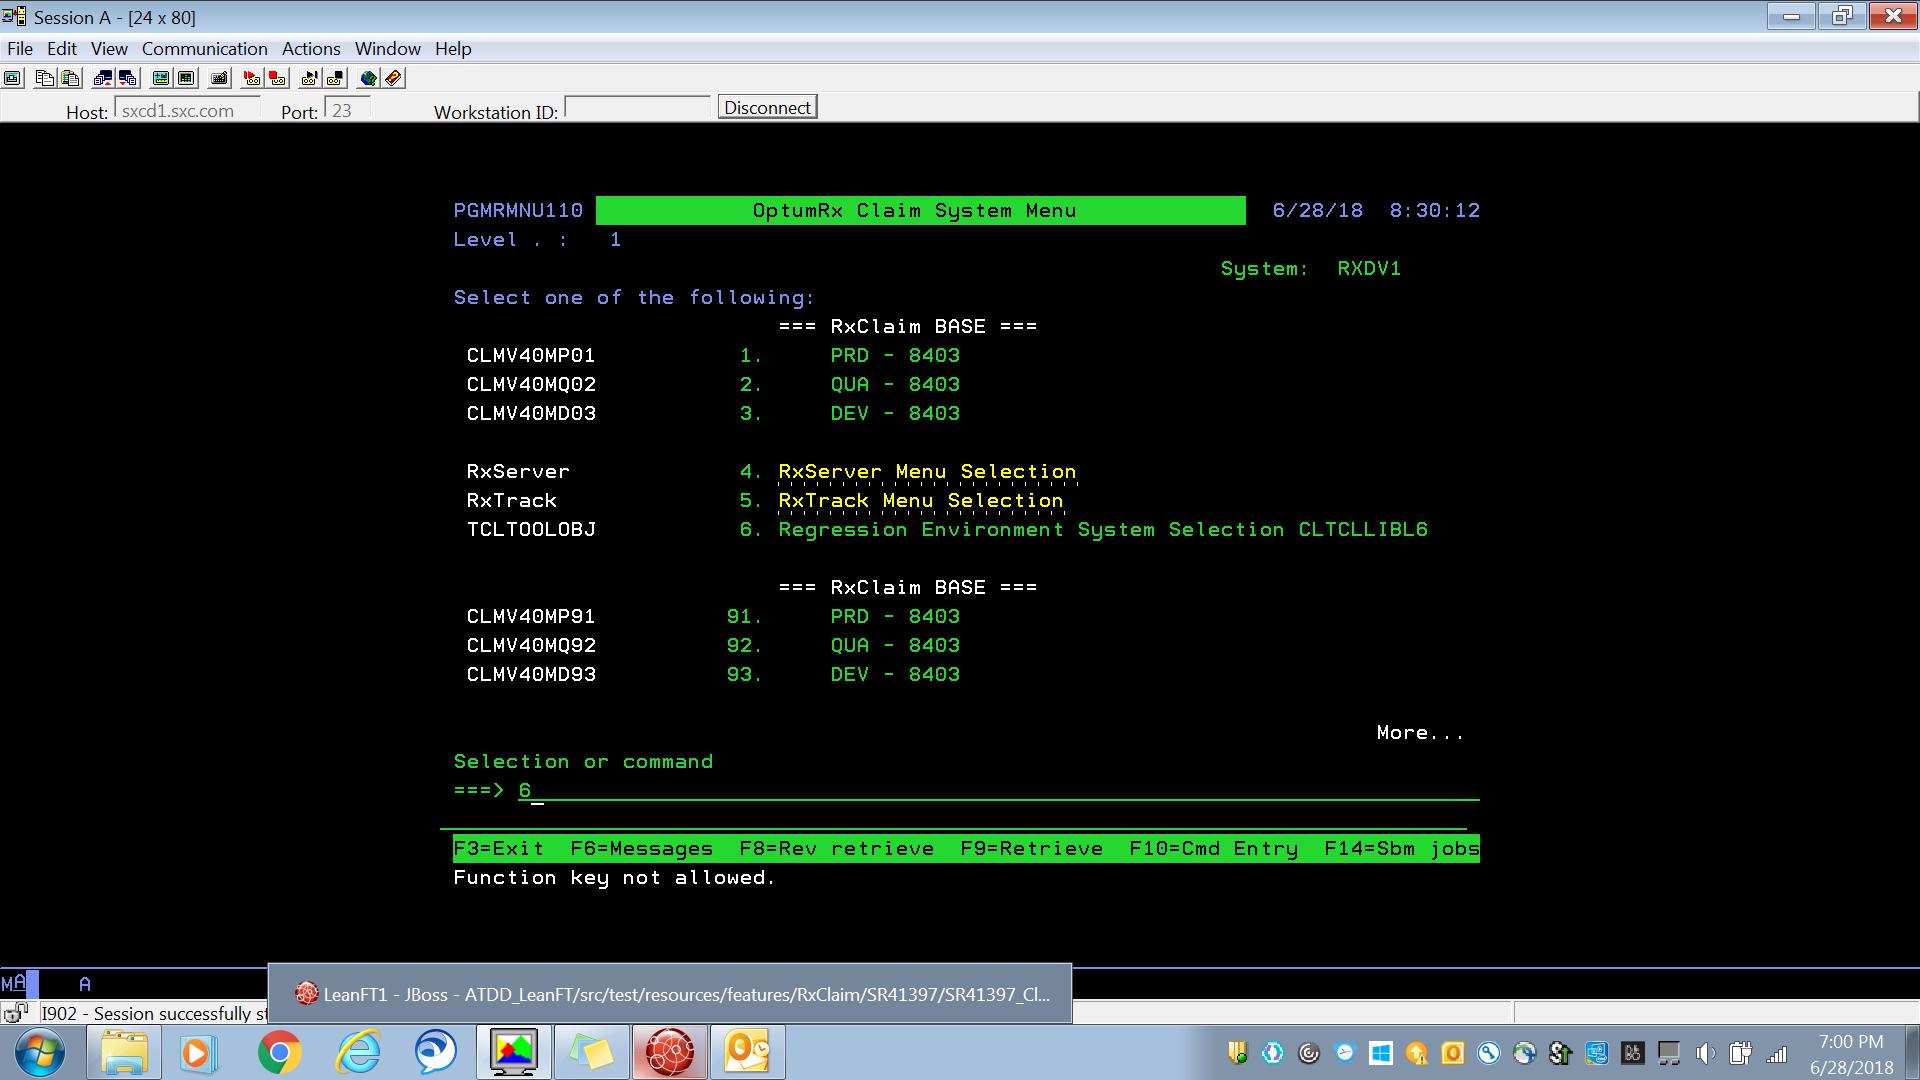 Session A - [24 x 80]
File Edit View Communication Actions Window Help
Host: sxcd1.sxc.com Port: 23 Workstation ID: Disconnect
PGMRMNU110 OptumRx Claim System Menu 6/28/18 8:30:12
Level . : 1
System: RXDV1
Select one of the following:
=== RxClaim BASE ===
CLMV40MP01 1. PRD - 8403
CLMV40MQ02 2. QUA - 8403
CLMV40MD03 3. DEV - 8403
RxServer 4. RxServer Menu Selection
RxTrack 5. RxTrack Menu Selection
TCLTOOLOBJ 6. Regression Environment System Selection CLTCLLIBL6
=== RxClaim BASE ===
CLMV40MP91 91. PRD - 8403
CLMV40MQ92 92. QUA - 8403
CLMV40MD93 93. DEV - 8403
More...
Selection or command
===> 6
F3=Exit F6=Messages F8=Rev retrieve F9=Retrieve F10=Cmd Entry F14=Sbm jobs
Function key not allowed.
MA A
LeanFT1 - JBoss - ATDD_LeanFT/src/test/resources/features/RxClaim/SR41397/SR41397_Cl...
I902 - Session successfully
7:00 PM
6/28/2018